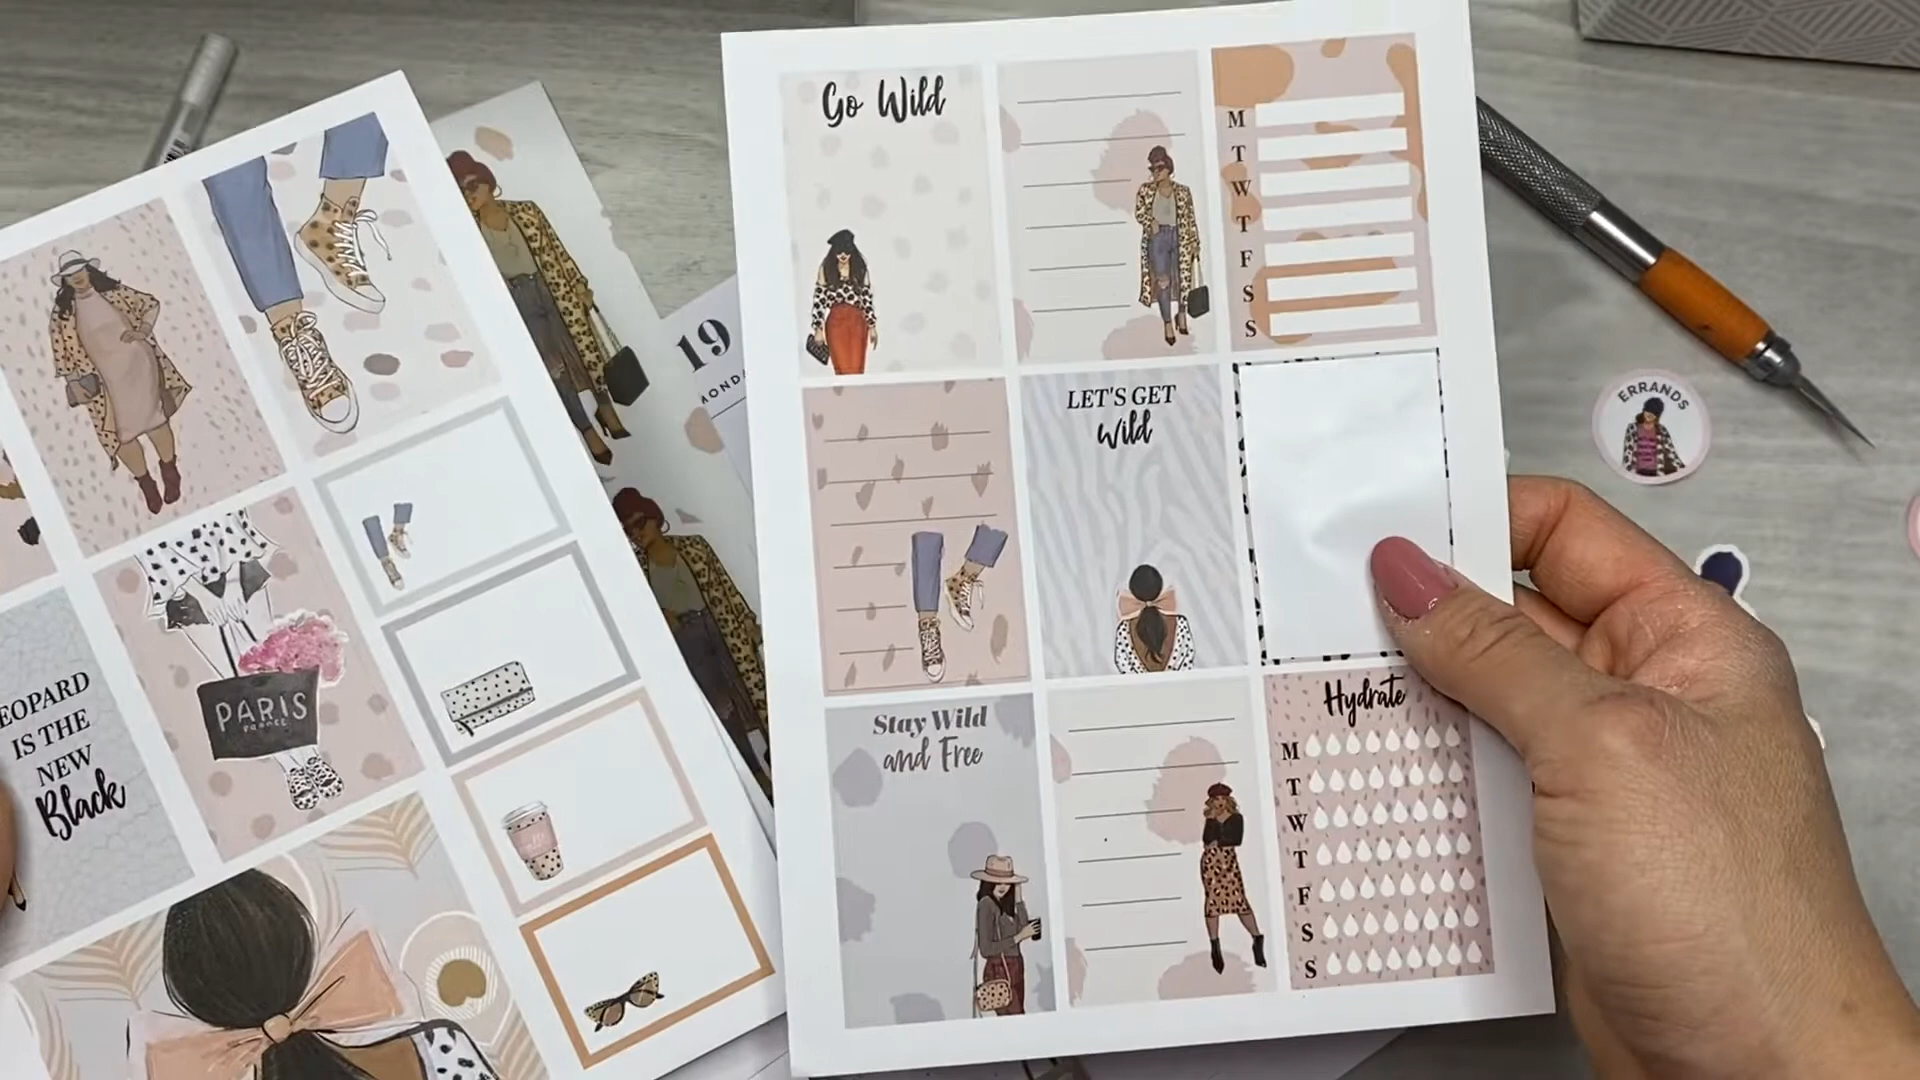 EOPARD
IS THE
NEW
Black
PARIS
FRANCE
19
MONDA
Go Wild
M
T
W
T
F
S
S
LET'S GET
Wild
Stay Wild
and Free
Hydrate
M
T
W
T
F
S
S
ERRANDS